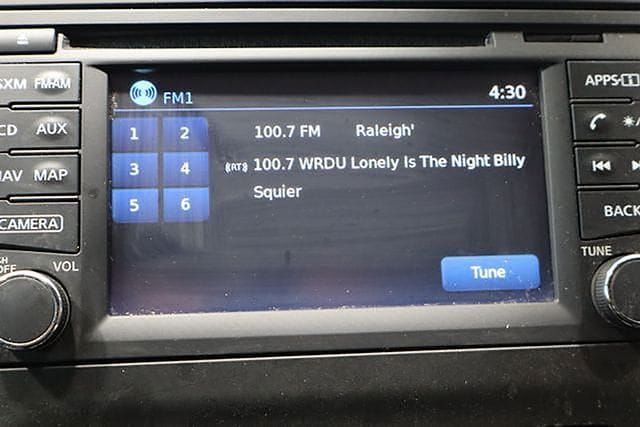 FM1 4:30
SXM FM·AM
CD AUX
NAV MAP
CAMERA
VOL
1 2
3 4
5 6
100.7 FM Raleigh'
(RT) 100.7 WRDU Lonely Is The Night Billy
Squier
Tune
APPS·i
BACK
TUNE